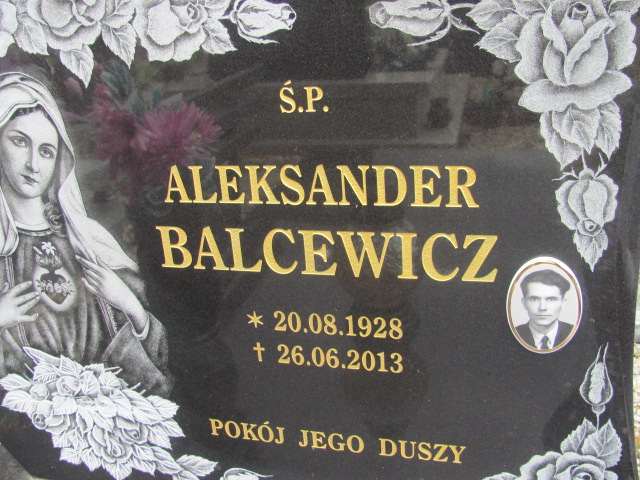 Ś.P.
ALEKSANDER
BALCEWICZ
* 20.08.1928
† 26.06.2013
POKÓJ JEGO DUSZY